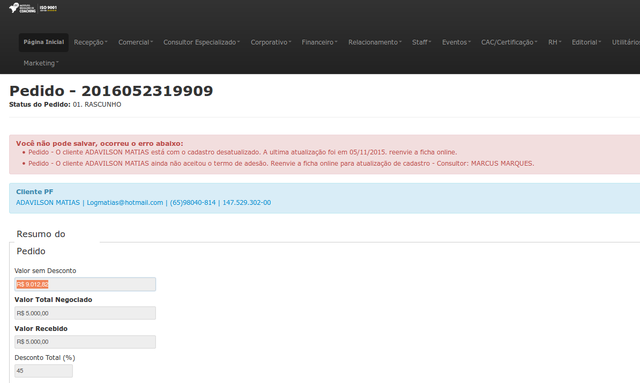 ISO 9001
Página Inicial Recepção Comercial Consultor Especializado Corporativo Financeiro Relacionamento Staff Eventos CAC/Certificação RH Editorial Utilitário
Marketing
Pedido - 2016052319909
Status do Pedido: 01. RASCUNHO
Você não pode salvar, ocorreu o erro abaixo:
Pedido - O cliente ADAVILSON MATIAS está com o cadastro desatualizado. A ultima atualização foi em 05/11/2015. reenvie a ficha online.
Pedido - O cliente ADAVILSON MATIAS ainda não aceitou o termo de adesão. Reenvie a ficha online para atualização de cadastro - Consultor: MARCUS MARQUES.
Cliente PF
ADAVILSON MATIAS | Logmatias@hotmail.com | (65)98040-814 | 147.529.302-00
Resumo do
Pedido
Valor sem Desconto
R$ 9.012,82
Valor Total Negociado
R$ 5.000,00
Valor Recebido
R$ 5.000,00
Desconto Total (%)
45